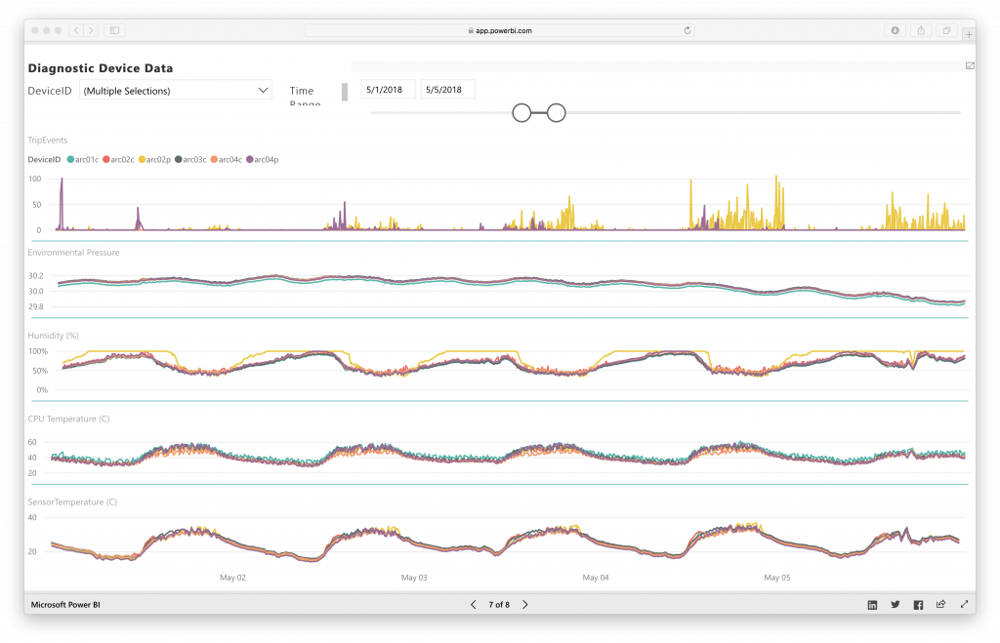 app.powerbi.com
Diagnostic Device Data
DeviceID (Multiple Selections) Time Range 5/1/2018 5/5/2018
TripEvents
DeviceID arc01c arc02c arc02p arc03c arc04c arc04p
100
50
0
Environmental Pressure
30.2
30.0
29.8
Humidity (%)
100%
50%
0%
CPU Temperature (C)
60
40
20
SensorTemperature (C)
40
20
May 02 May 03 May 04 May 05
Microsoft Power BI 7 of 8